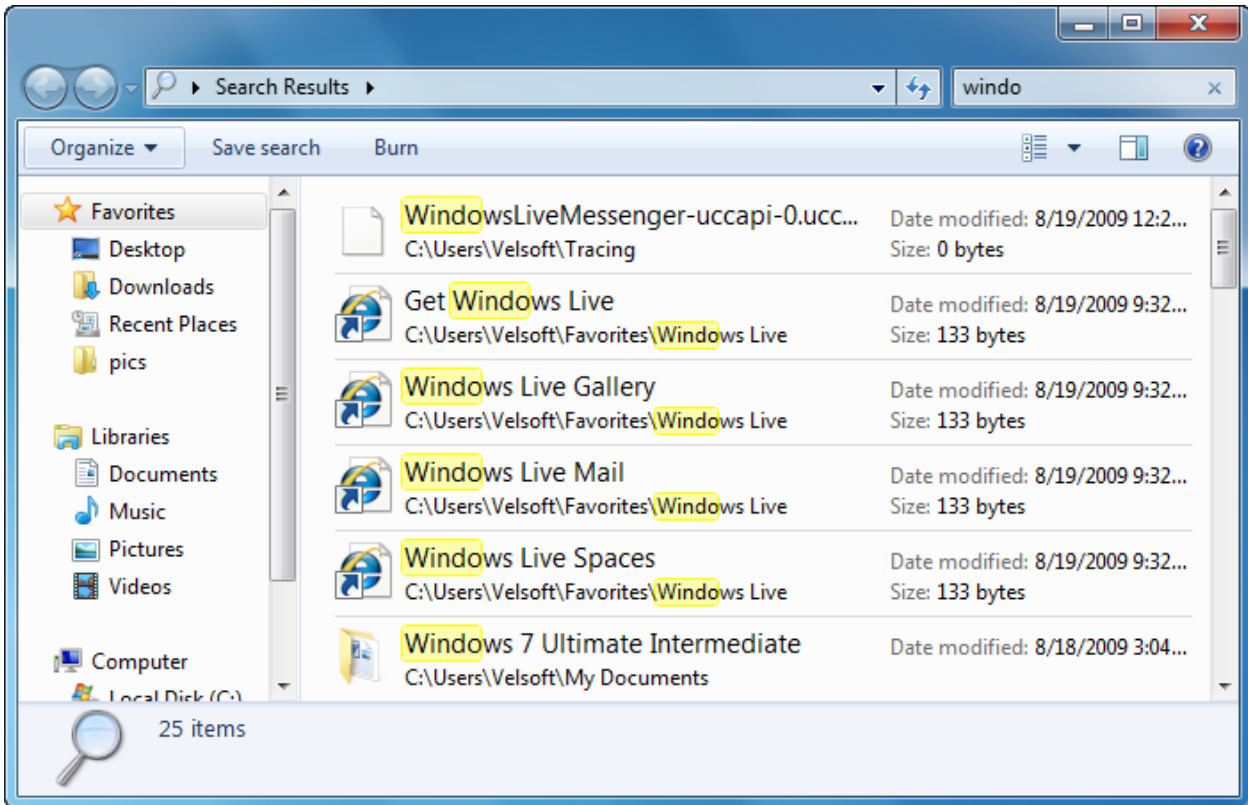 Search Results
windo
Organize
Save search
Burn
Favorites
Desktop
Downloads
Recent Places
pics
Libraries
Documents
Music
Pictures
Videos
Computer
Local Disk (C:)
WindowsLiveMessenger-uccapi-0.ucc...
Date modified: 8/19/2009 12:2...
C:\Users\Velsoft\Tracing
Size: 0 bytes
Get Windows Live
Date modified: 8/19/2009 9:32...
C:\Users\Velsoft\Favorites\Windows Live
Size: 133 bytes
Windows Live Gallery
Date modified: 8/19/2009 9:32...
C:\Users\Velsoft\Favorites\Windows Live
Size: 133 bytes
Windows Live Mail
Date modified: 8/19/2009 9:32...
C:\Users\Velsoft\Favorites\Windows Live
Size: 133 bytes
Windows Live Spaces
Date modified: 8/19/2009 9:32...
C:\Users\Velsoft\Favorites\Windows Live
Size: 133 bytes
Windows 7 Ultimate Intermediate
Date modified: 8/18/2009 3:04...
C:\Users\Velsoft\My Documents
25 items